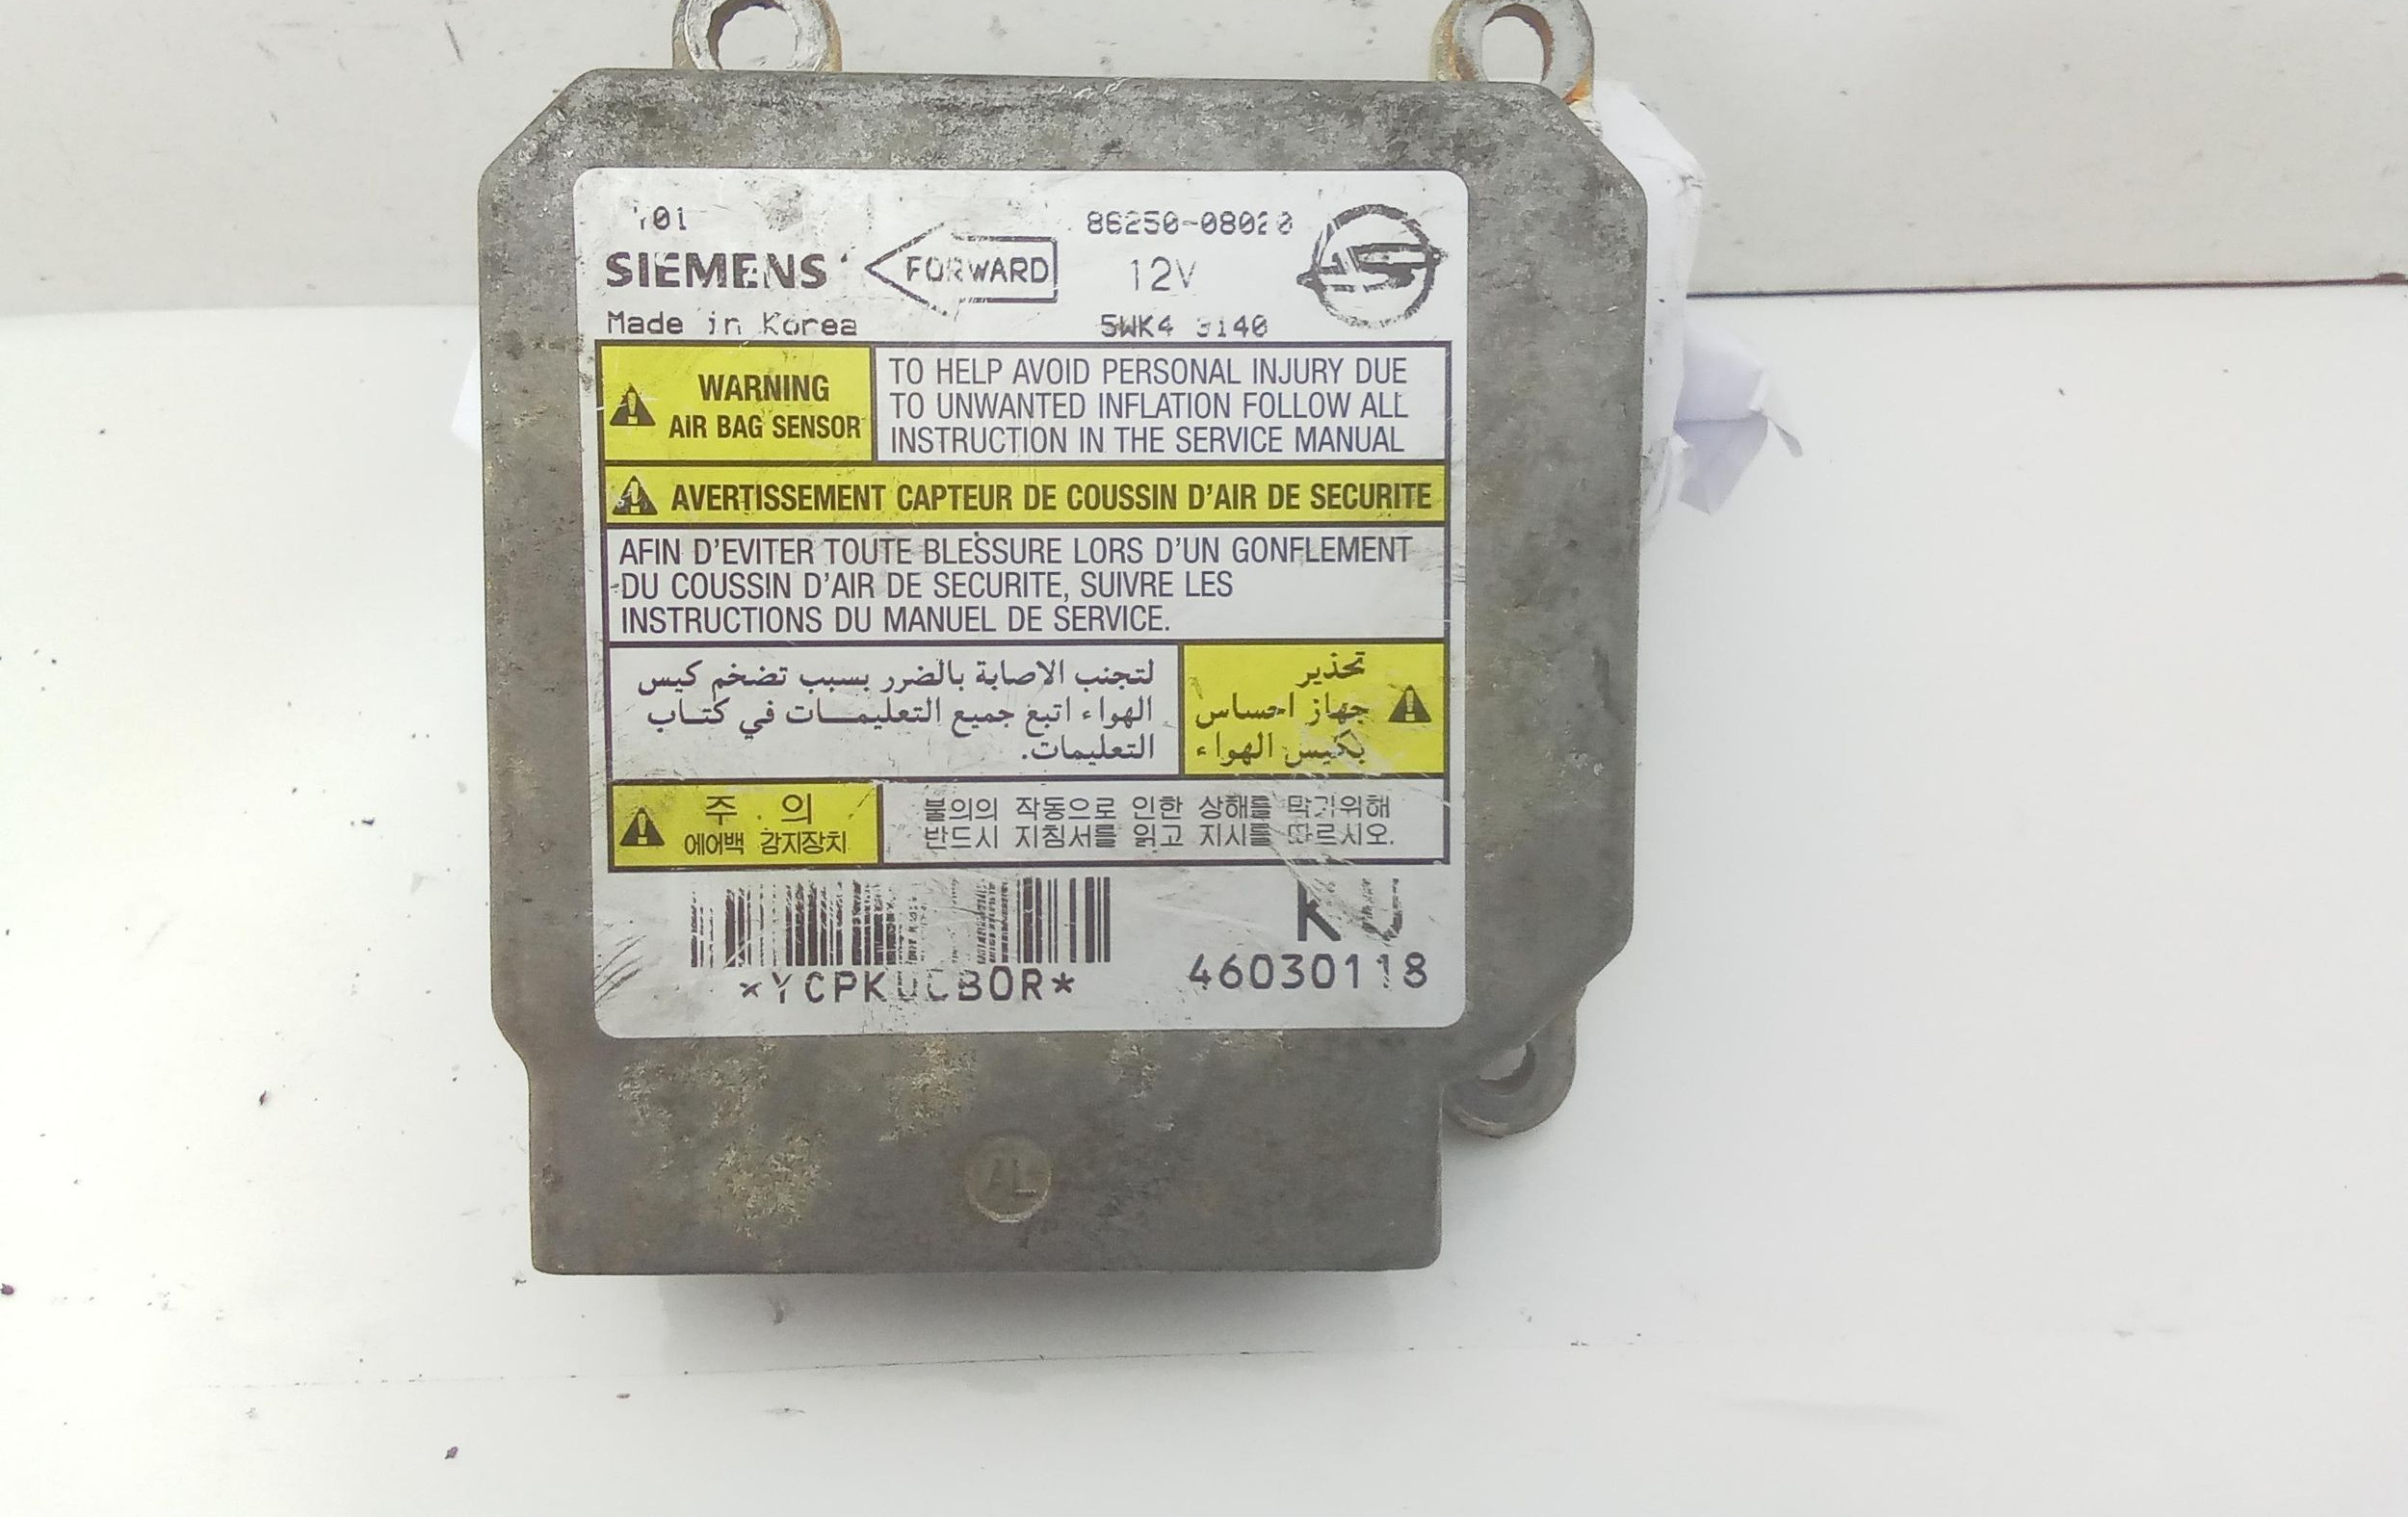 Y01
86250-08020
SIEMENS
FORWARD
12V
Made in Korea
5WK4
WARNING
AIR BAG SENSOR
TO HELP AVOID PERSONAL INJURY DUE
TO UNWANTED INFLATION FOLLOW ALL
INSTRUCTION IN THE SERVICE MANUAL
AVERTISSEMENT CAPTEUR DE COUSSIN D'AIR DE SECURITE
AFIN D'EVITER TOUTE BLESSURE LORS D'UN GONFLEMENT
DU COUSSIN D'AIR DE SECURITE, SUIVRE LES
INSTRUCTIONS DU MANUEL DE SERVICE.
تحذير
جهاز احساس
بكيس الهواء
لتجنب الاصابة بالضرر بسبب تضخم كيس
الهواء اتبع جميع التعليمات في كتاب
التعليمات.
주 의
에어백 감지장치
불의의 작동으로 인한 상해를 막기위해
반드시 지침서를 읽고 지시를 따르시오.
46030118
AL